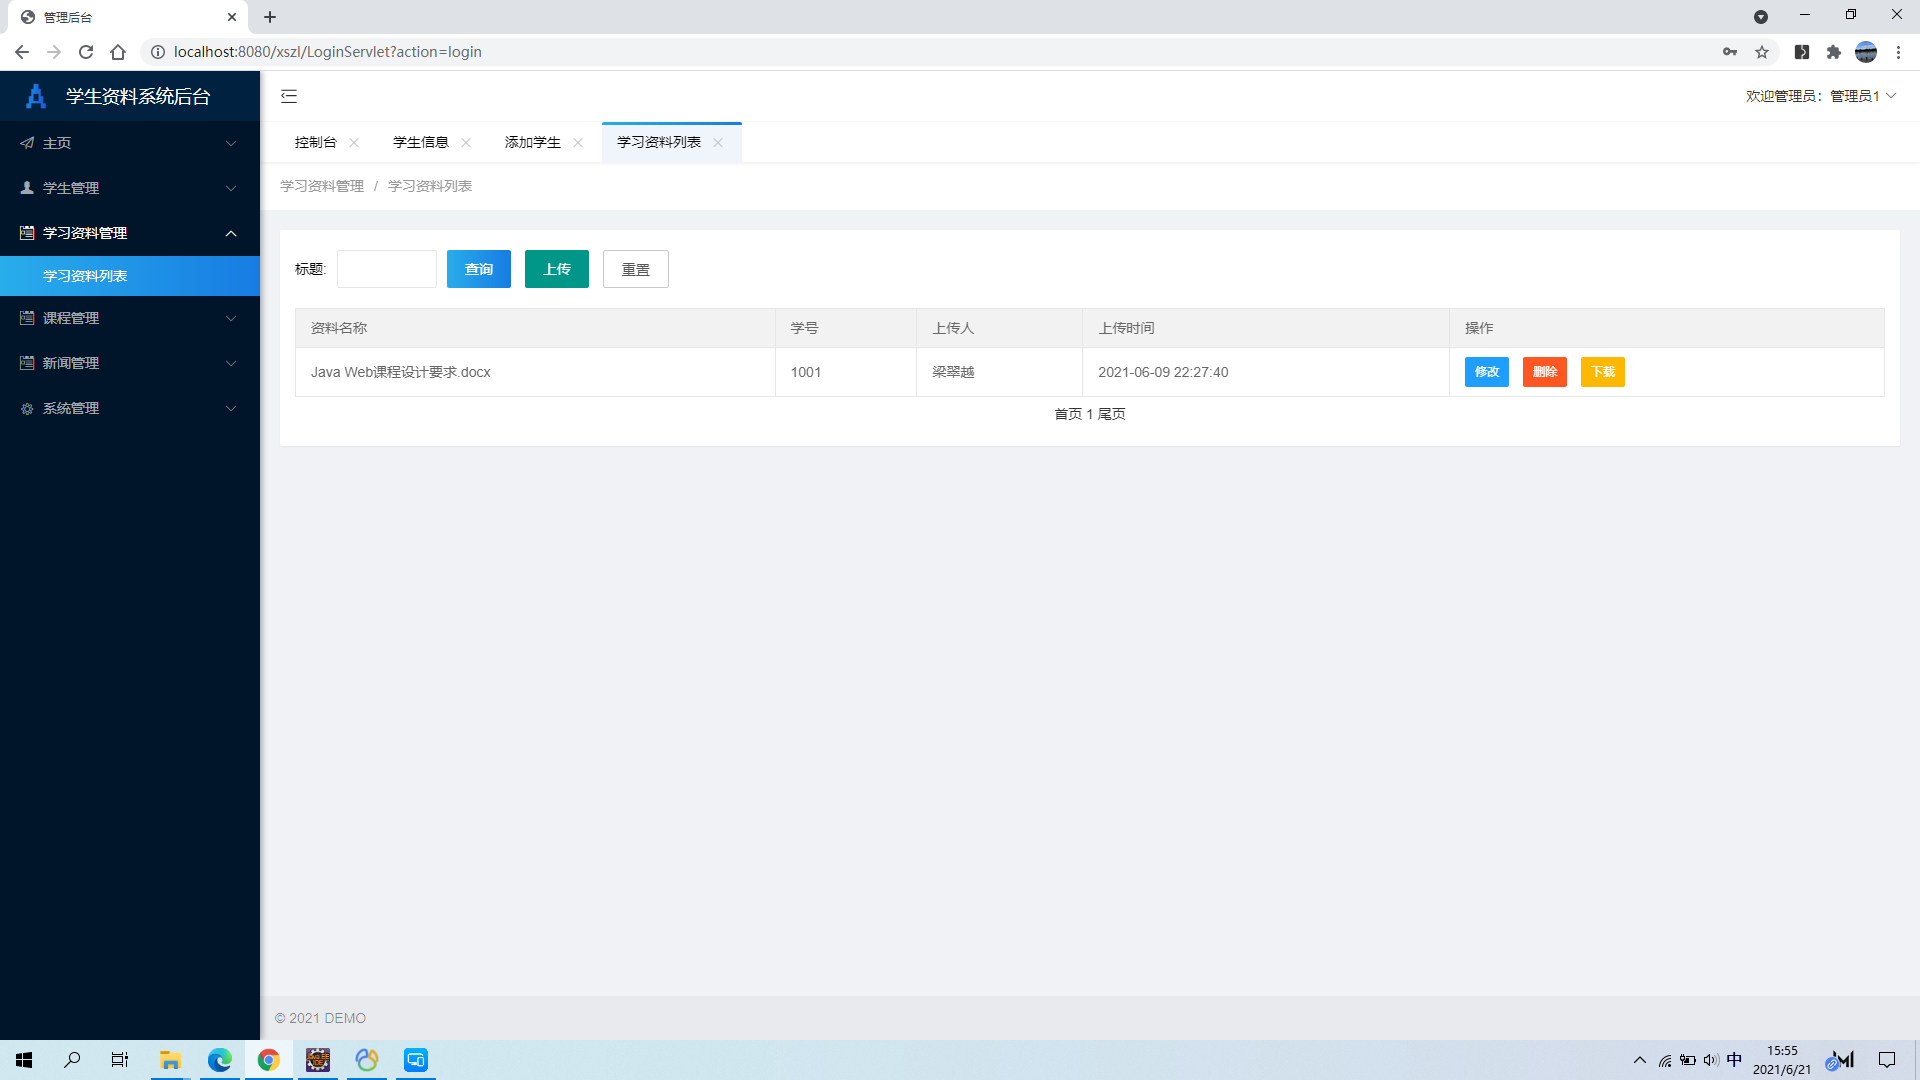 管理后台
localhost:8080/xszl/LoginServlet?action=login
学生资料系统后台
欢迎管理员：管理员1
主页
学生管理
学习资料管理
学习资料列表
课程管理
新闻管理
系统管理
控制台 学生信息 添加学生 学习资料列表
学习资料管理 / 学习资料列表
标题: 查询 上传 重置
资料名称 学号 上传人 上传时间 操作
Java Web课程设计要求.docx 1001 梁翠越 2021-06-09 22:27:40 修改 删除 下载
首页 1 尾页
© 2021 DEMO
中 15:55
2021/6/21